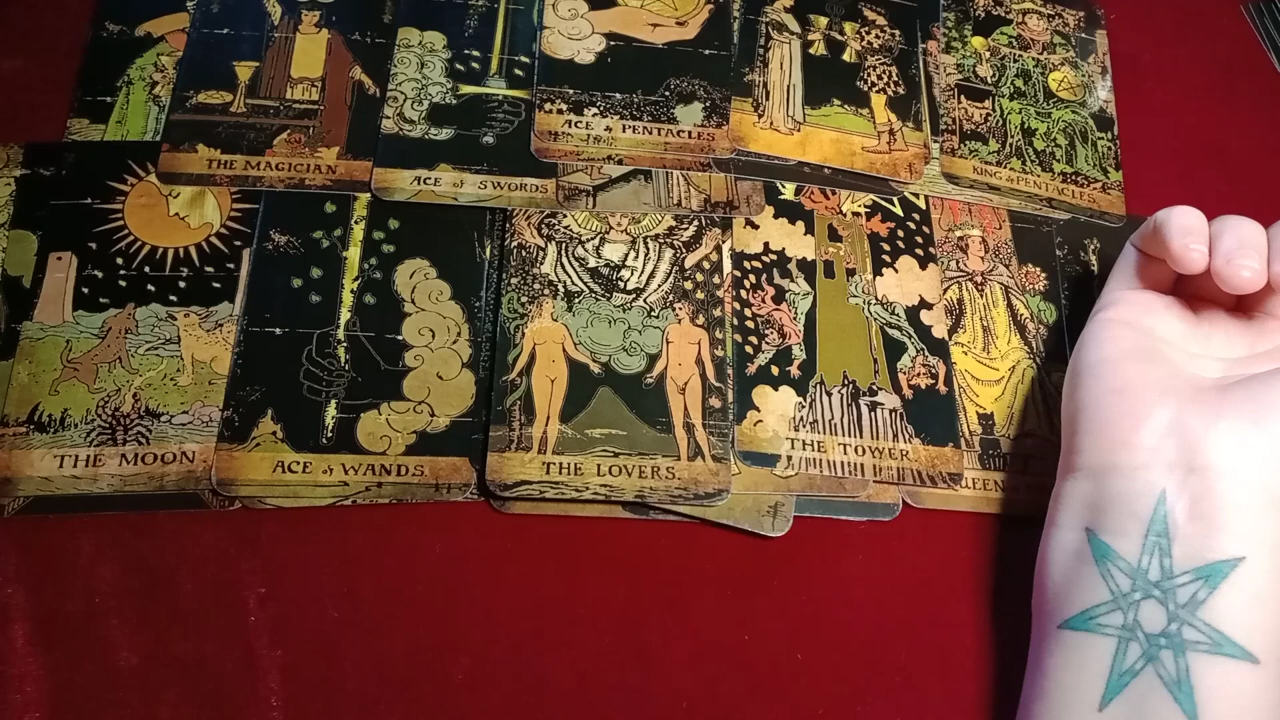 THE MAGICIAN
ACE of SWORDS
ACE of PENTACLES
KING of PENTACLES.
THE MOON
ACE of WANDS.
THE LOVERS.
THE TOWER.